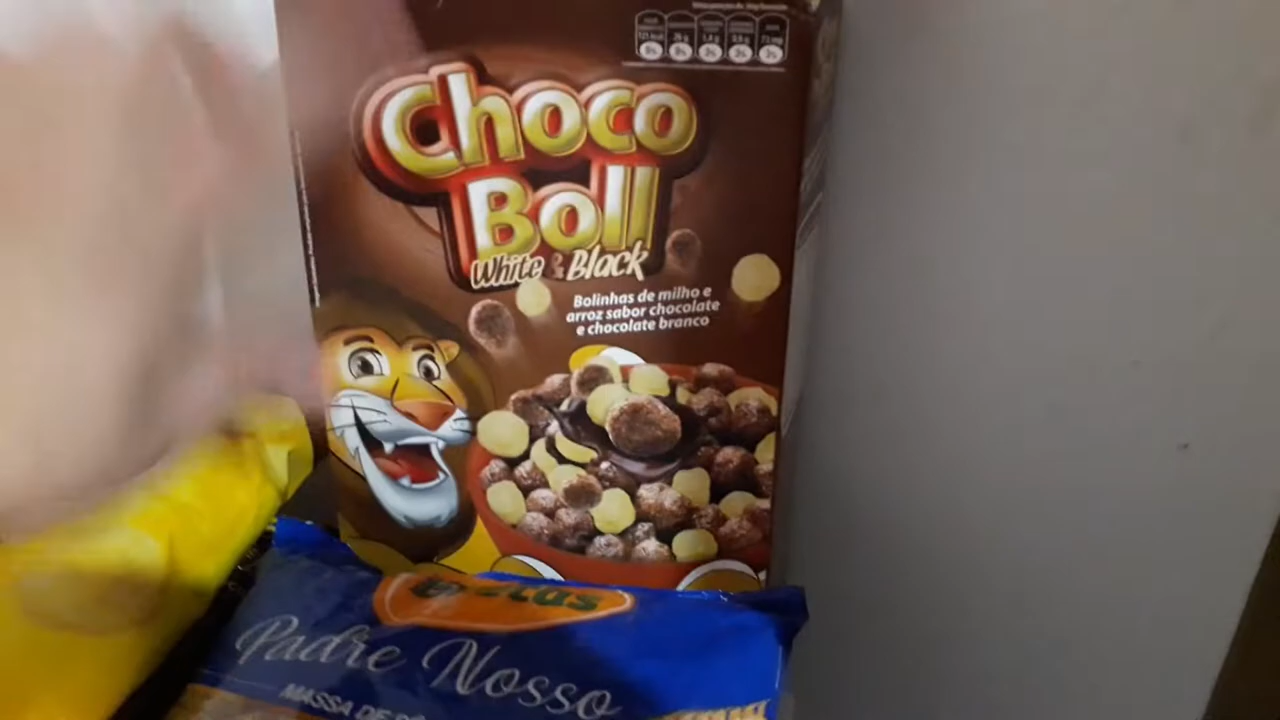 Choco
Boll
White & Black
Bolinhas de milho e
arroz sabor chocolate
e chocolate branco
Padre Nosso
MASSA DE